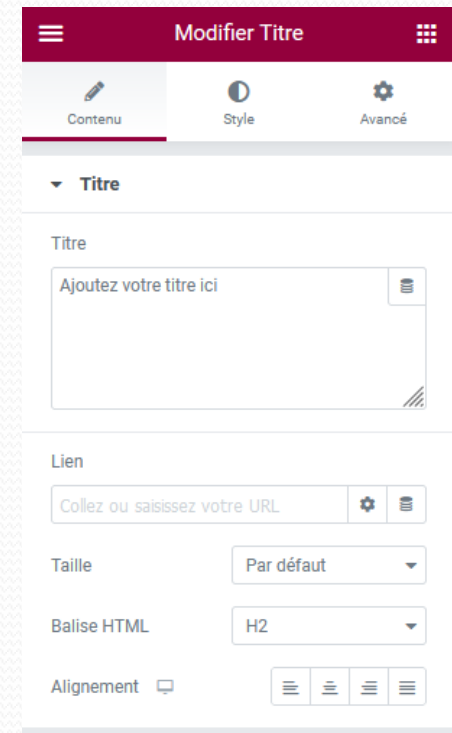 Modifier Titre
Contenu Style Avancé
Titre
Titre
Ajoutez votre titre ici
Lien
Collez ou saisissez votre URL
Taille Par défaut
Balise HTML H2
Alignement